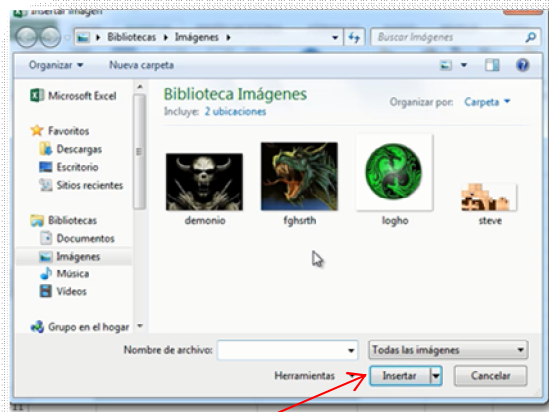 Insertar imagen
Bibliotecas Imágenes
Buscar Imágenes
Organizar Nueva carpeta
Microsoft Excel
Favoritos
Descargas
Escritorio
Sitios recientes
Bibliotecas
Documentos
Imágenes
Música
Vídeos
Grupo en el hogar
Biblioteca Imágenes
Incluye: 2 ubicaciones
Organizar por: Carpeta
demonio
fghsrth
logho
steve
Nombre de archivo:
Todas las imágenes
Herramientas
Insertar
Cancelar
11